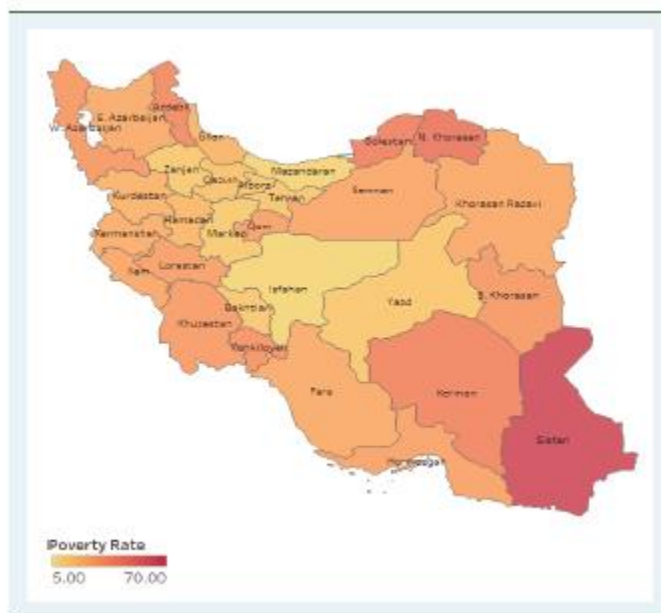 Ardebil
E. Azarbaijan
W. Azarbaijan
Gilan
Golestan
N. Khorasan
Zanjan
Mazandaran
Qazvin
Alborz
Tehran
Semnan
Kurdestan
Khorasan Razavi
Hamadan
Markazi
Qom
Kermanshah
Lorestan
Ilam
Isfahan
Yazd
S. Khorasan
Bakhtiari
Khuzestan
Kohkiloyeh
Fars
Kerman
Sistan
Hormozgan
Poverty Rate
5.00 70.00